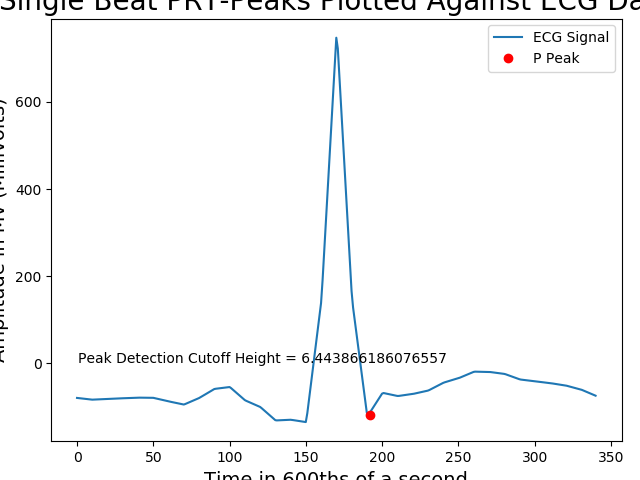 Single Beat PRT-Peaks Plotted Against ECG Da
ECG Signal
P Peak
600
400
200
0
Peak Detection Cutoff Height = 6.443866186076557
0 50 100 150 200 250 300 350
Time in 600ths of a second
Amplitude in MV (Millivolts)